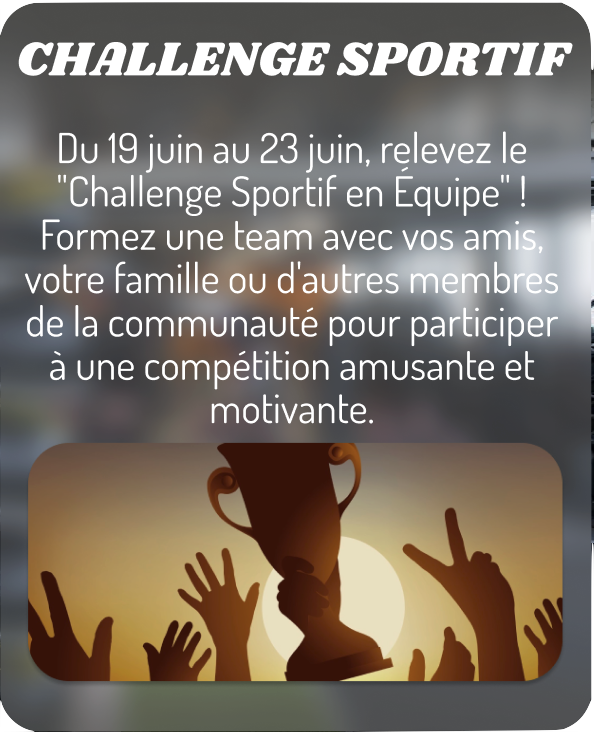 CHALLENGE SPORTIF
Du 19 juin au 23 juin, relevez le
"Challenge Sportif en Équipe" !
Formez une team avec vos amis,
votre famille ou d'autres membres
de la communauté pour participer
à une compétition amusante et
motivante.